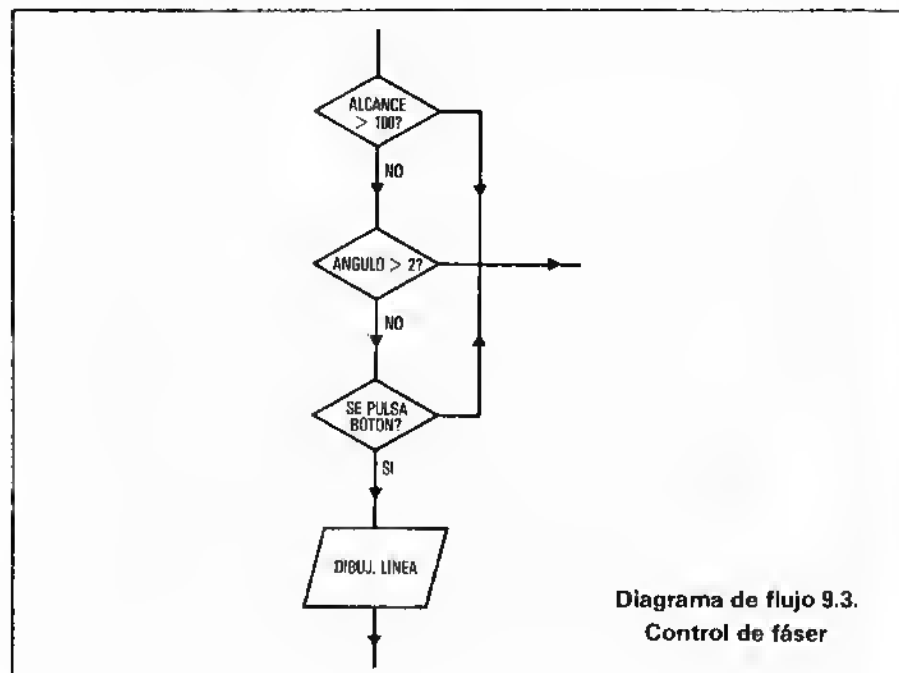 ALCANCE
> 100?
NO
ANGULO > 2?
NO
SE PULSA
BOTON?
SI
DIBUJ. LINEA
Diagrama de flujo 9.3.
Control de fáser